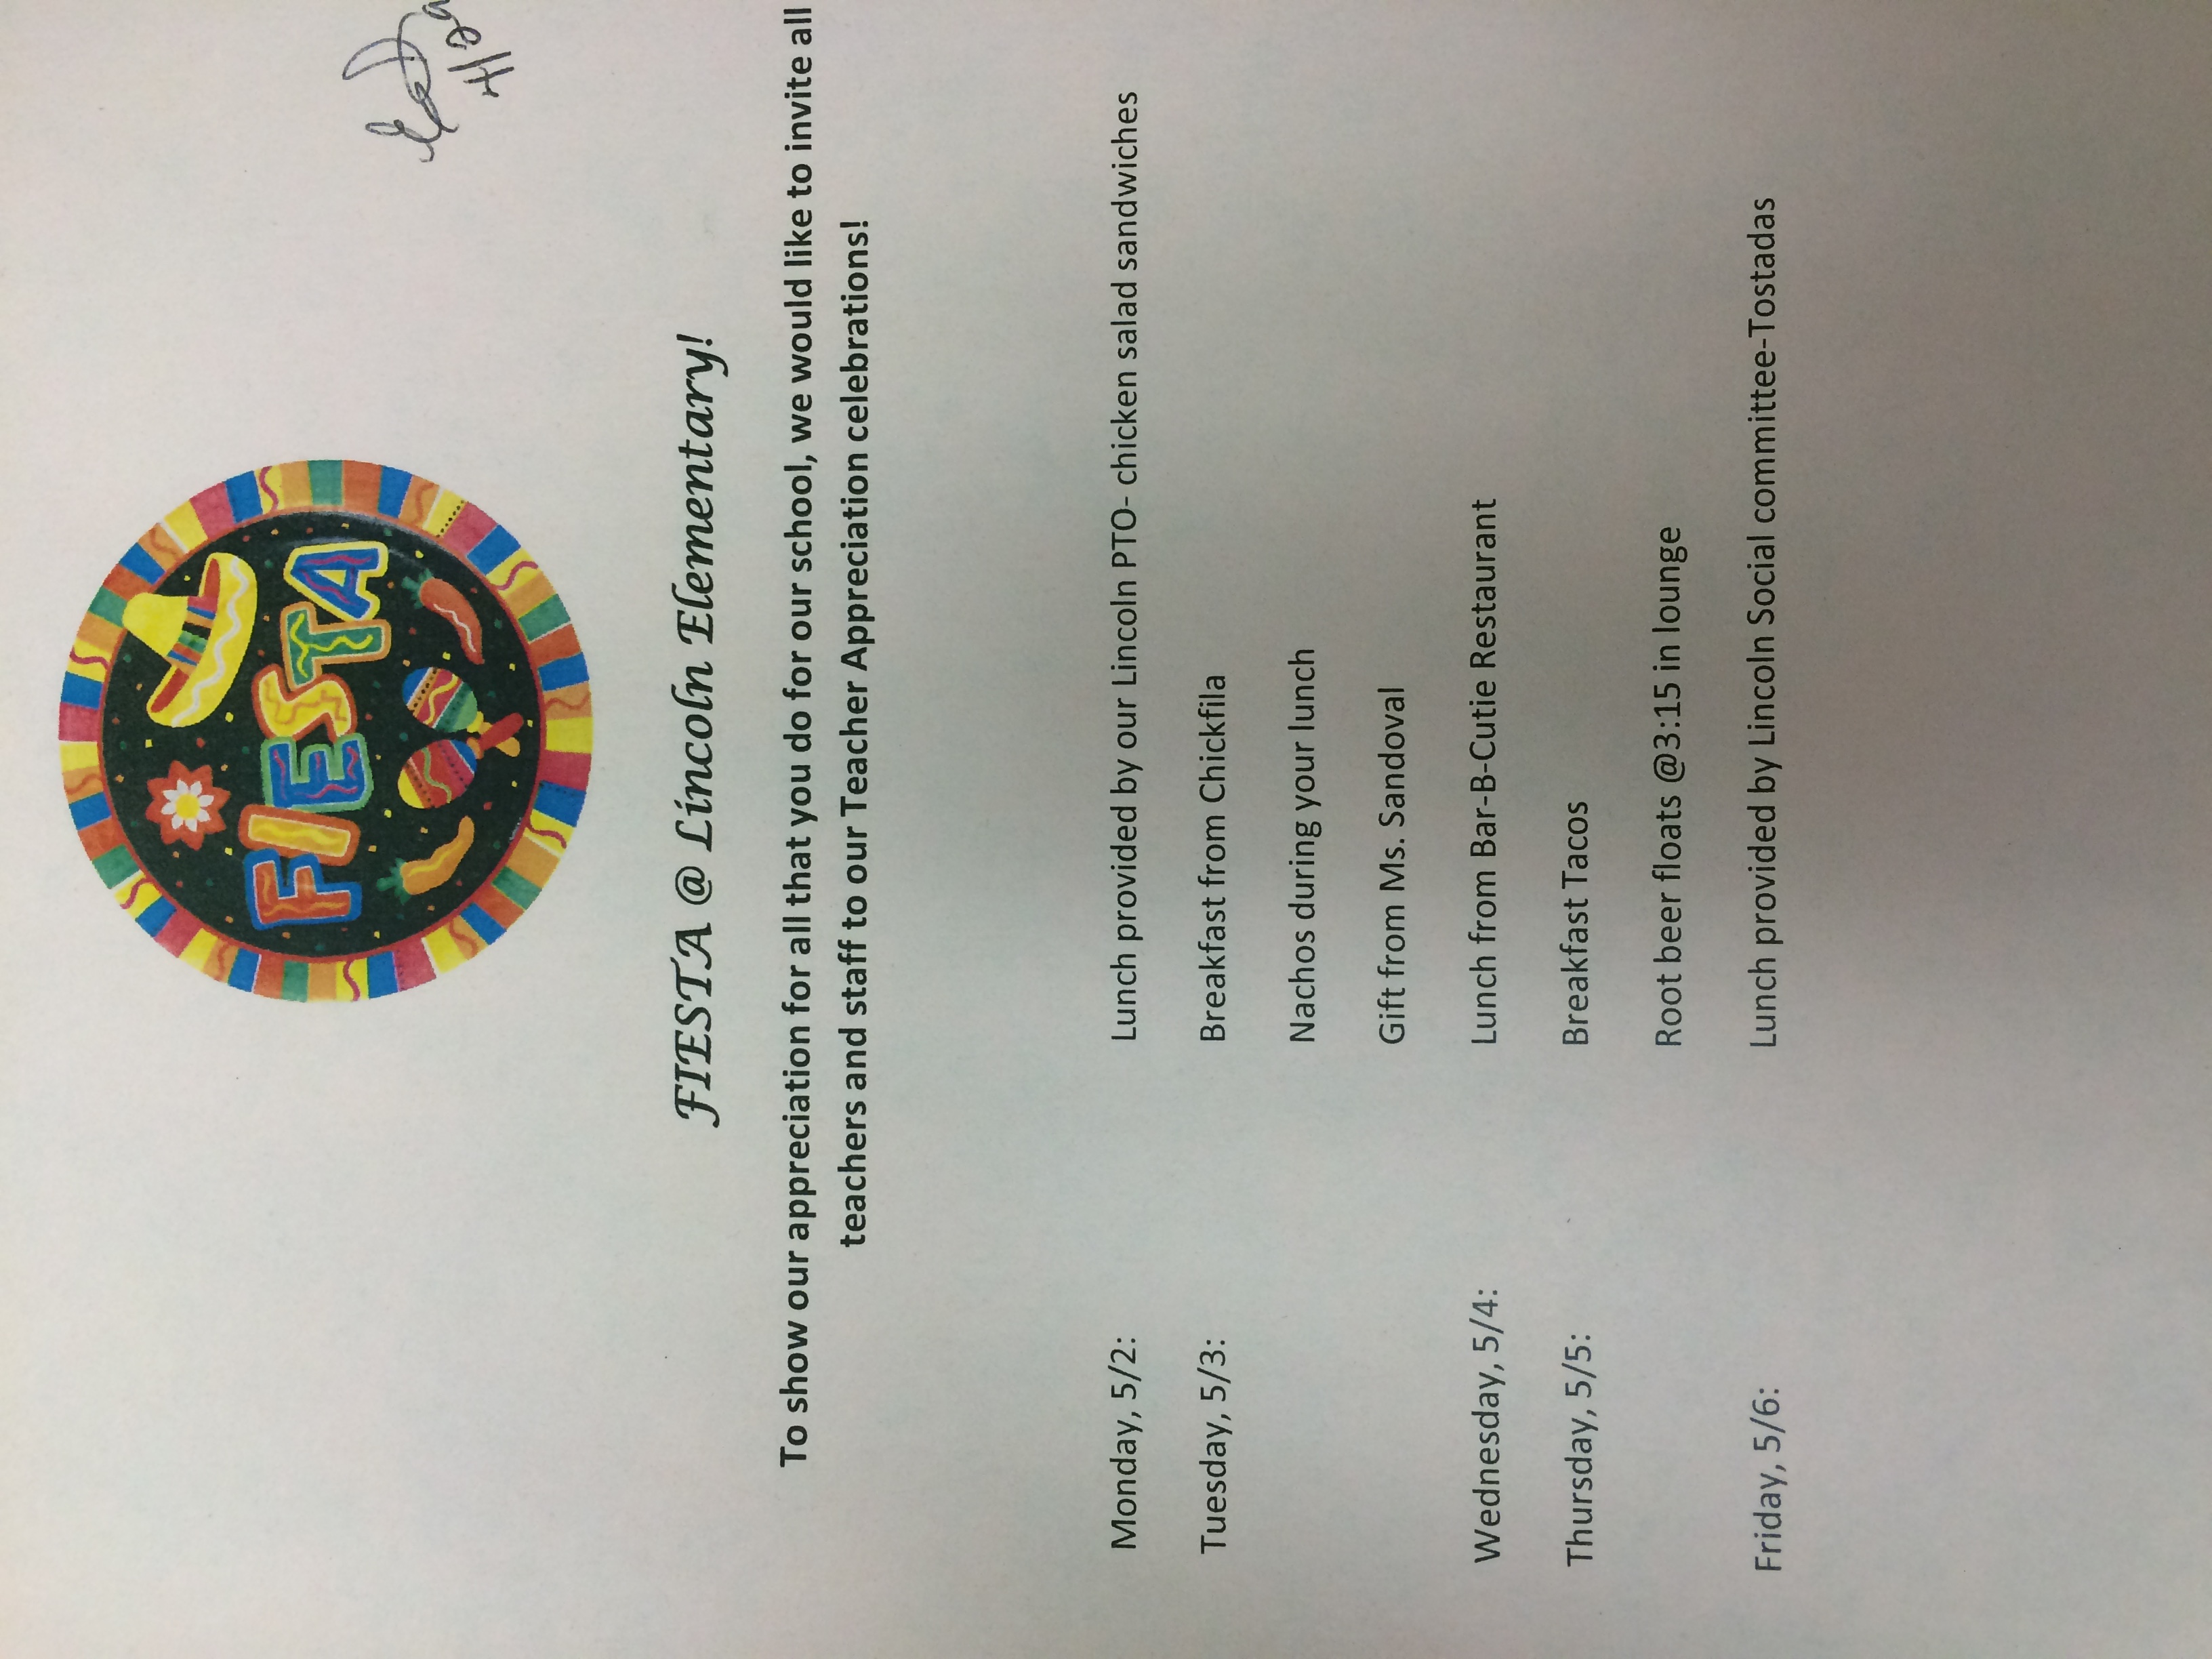 FIESTA
4/29
FIESTA @ Lincoln Elementary!
To show our appreciation for all that you do for our school, we would like to invite all
teachers and staff to our Teacher Appreciation celebrations!
Monday, 5/2: Lunch provided by our Lincoln PTO- chicken salad sandwiches
Tuesday, 5/3: Breakfast from Chickfila
Nachos during your lunch
Gift from Ms. Sandoval
Wednesday, 5/4: Lunch from Bar-B-Cutie Restaurant
Thursday, 5/5: Breakfast Tacos
Root beer floats @3:15 in lounge
Friday, 5/6: Lunch provided by Lincoln Social committee-Tostadas